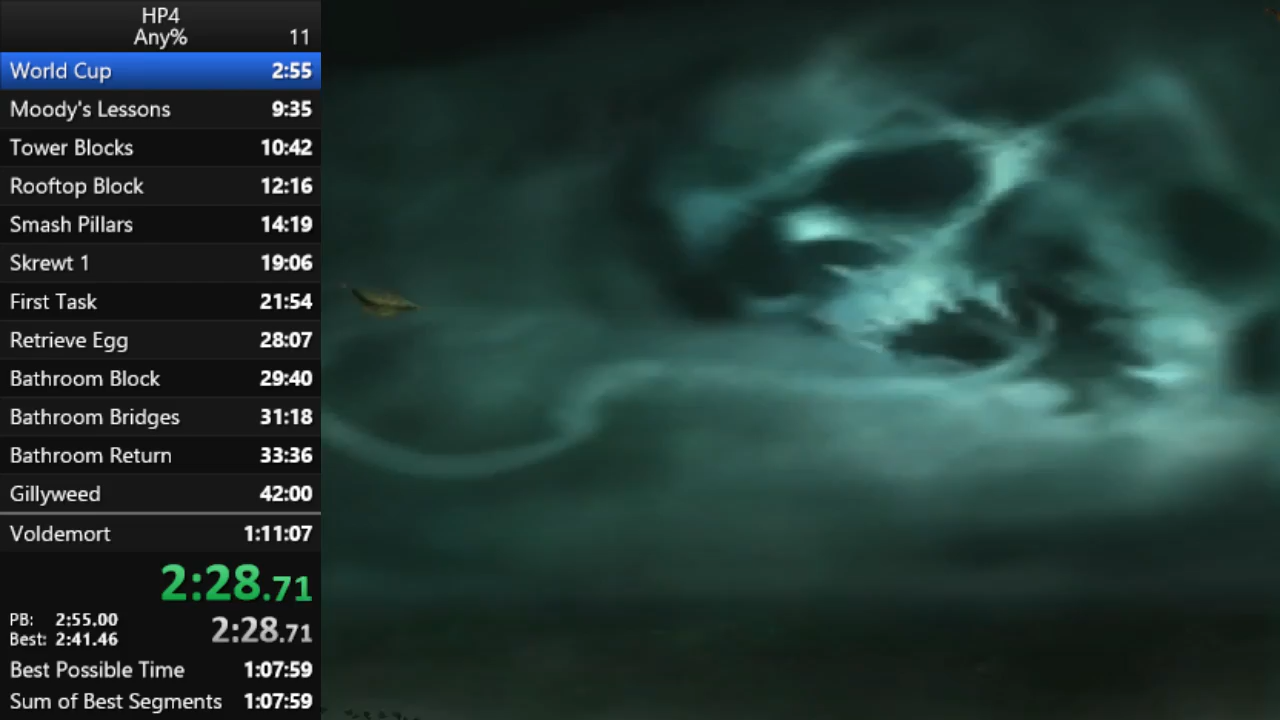 HP4
Any% 11
World Cup 2:55
Moody's Lessons 9:35
Tower Blocks 10:42
Rooftop Block 12:16
Smash Pillars 14:19
Skrewt 1 19:06
First Task 21:54
Retrieve Egg 28:07
Bathroom Block 29:40
Bathroom Bridges 31:18
Bathroom Return 33:36
Gillyweed 42:00
Voldemort 1:11:07
2:28.71
PB: 2:55.00
Best: 2:41.46
2:28.71
Best Possible Time 1:07:59
Sum of Best Segments 1:07:59